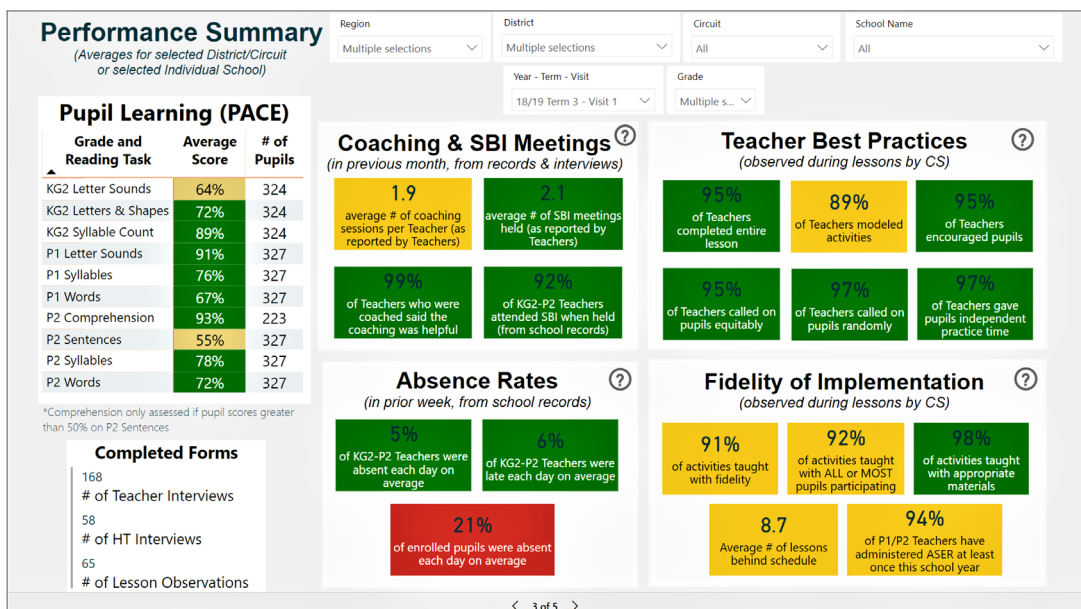 Performance Summary
(Averages for selected District/Circuit
or selected Individual School)
Region
Multiple selections
District
Multiple selections
Circuit
All
School Name
All
Year - Term - Visit
18/19 Term 3 - Visit 1
Grade
Multiple s...
Pupil Learning (PACE)
Grade and Reading Task Average Score # of Pupils
KG2 Letter Sounds 64% 324
KG2 Letters & Shapes 72% 324
KG2 Syllable Count 89% 324
P1 Letter Sounds 91% 327
P1 Syllables 76% 327
P1 Words 67% 327
P2 Comprehension 93% 223
P2 Sentences 55% 327
P2 Syllables 78% 327
P2 Words 72% 327
*Comprehension only assessed if pupil scores greater
than 50% on P2 Sentences
Completed Forms
168
# of Teacher Interviews
58
# of HT Interviews
65
# of Lesson Observations
Coaching & SBI Meetings ?
(in previous month, from records & interviews)
1.9
average # of coaching
sessions per Teacher (as
reported by Teachers)
2.1
average # of SBI meetings
held (as reported by
Teachers)
99%
of Teachers who were
coached said the
coaching was helpful
92%
of KG2-P2 Teachers
attended SBI when held
(from school records)
Teacher Best Practices ?
(observed during lessons by CS)
95%
of Teachers
completed entire
lesson
89%
of Teachers modeled
activities
95%
of Teachers
encouraged pupils
95%
of Teachers called on
pupils equitably
97%
of Teachers called on
pupils randomly
97%
of Teachers gave
pupils independent
practice time
Absence Rates ?
(in prior week, from school records)
5%
of KG2-P2 Teachers were
absent each day on
average
6%
of KG2-P2 Teachers were
late each day on average
21%
of enrolled pupils were absent
each day on average
Fidelity of Implementation ?
(observed during lessons by CS)
91%
of activities taught
with fidelity
92%
of activities taught
with ALL or MOST
pupils participating
98%
of activities taught
with appropriate
materials
8.7
Average # of lessons
behind schedule
94%
of P1/P2 Teachers have
administered ASER at least
once this school year
< 3 of 5 >